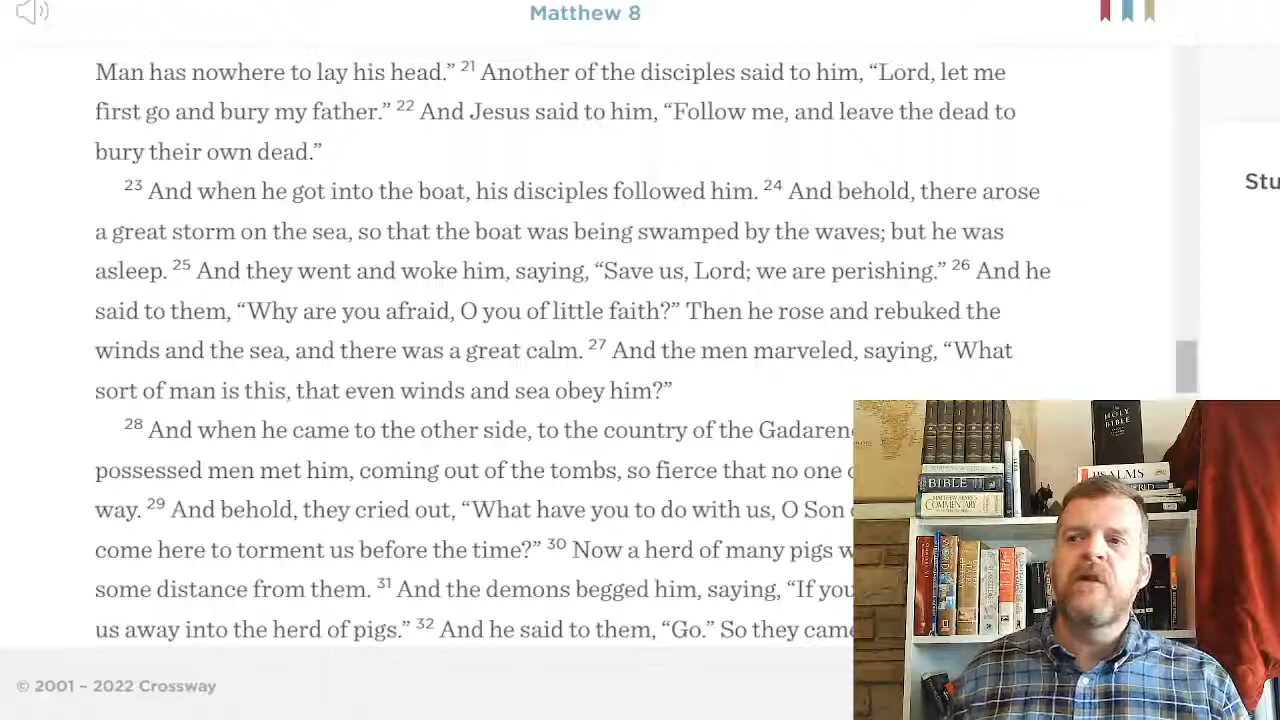 Matthew 8
Man has nowhere to lay his head.” 21 Another of the disciples said to him, “Lord, let me
first go and bury my father.” 22 And Jesus said to him, “Follow me, and leave the dead to
bury their own dead.”
23 And when he got into the boat, his disciples followed him. 24 And behold, there arose
a great storm on the sea, so that the boat was being swamped by the waves; but he was
asleep. 25 And they went and woke him, saying, “Save us, Lord; we are perishing.” 26 And he
said to them, “Why are you afraid, O you of little faith?” Then he rose and rebuked the
winds and the sea, and there was a great calm. 27 And the men marveled, saying, “What
sort of man is this, that even winds and sea obey him?”
28 And when he came to the other side, to the country of the Gadaren
possessed men met him, coming out of the tombs, so fierce that no one
way. 29 And behold, they cried out, “What have you to do with us, O Son
come here to torment us before the time?” 30 Now a herd of many pigs w
some distance from them. 31 And the demons begged him, saying, “If you
us away into the herd of pigs.” 32 And he said to them, “Go.” So they came
Stu
© 2001 – 2022 Crossway
HOLY
BIBLE
PSALMS
BIBLE
MATTHEW HENRY'S
COMMENTARY